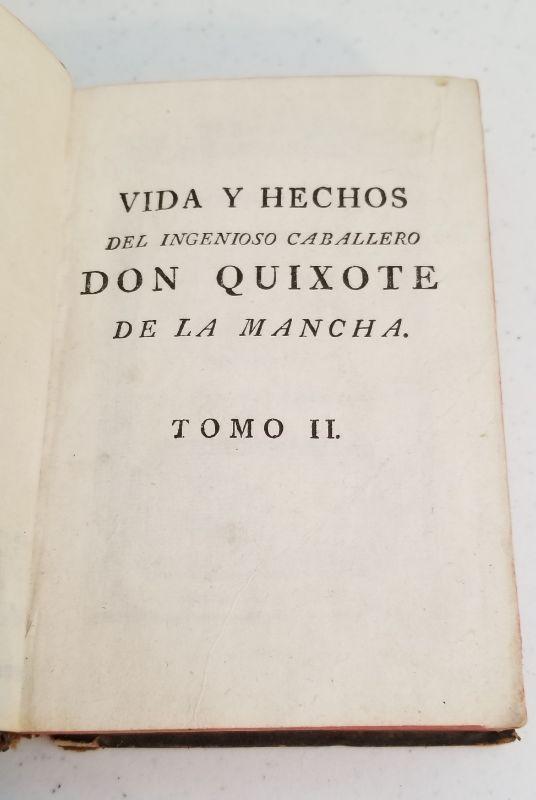 VIDA Y HECHOS
DEL INGENIOSO CABALLERO
DON QUIXOTE
DE LA MANCHA.
TOMO II.